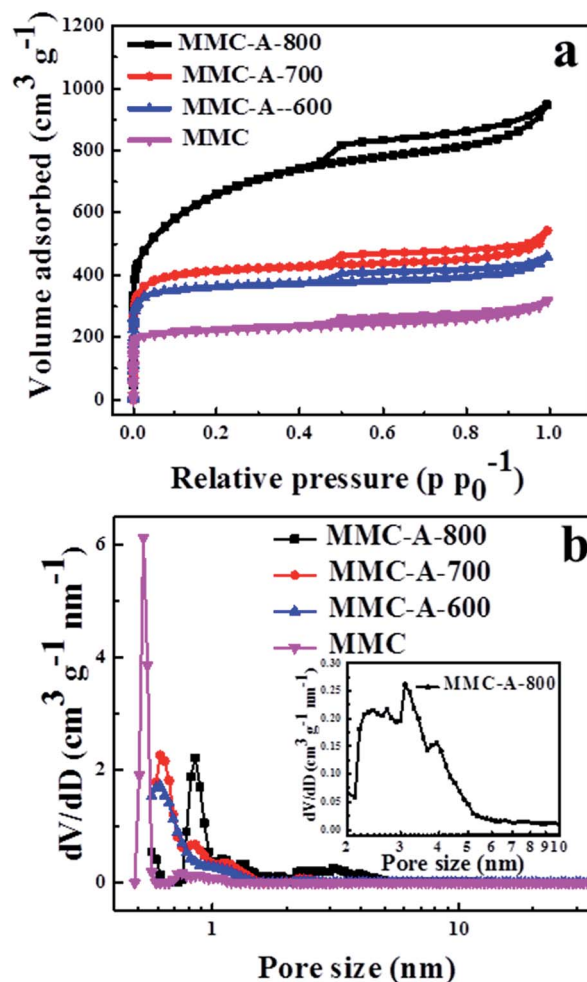 a
1200
1000
800
600
400
200
0
Volume adsorbed (cm³ g⁻¹)
MMC-A-800
MMC-A-700
MMC-A--600
MMC
0.0 0.2 0.4 0.6 0.8 1.0
Relative pressure (p p₀⁻¹)
b
6
4
2
0
dV/dD (cm³ g⁻¹ nm⁻¹)
MMC-A-800
MMC-A-700
MMC-A-600
MMC
0.30
0.25
0.20
0.15
0.10
0.05
0.00
dV/dD (cm³ g⁻¹ nm⁻¹)
MMC-A-800
2 3 4 5 6 7 8 9 10
Pore size (nm)
1 10
Pore size (nm)